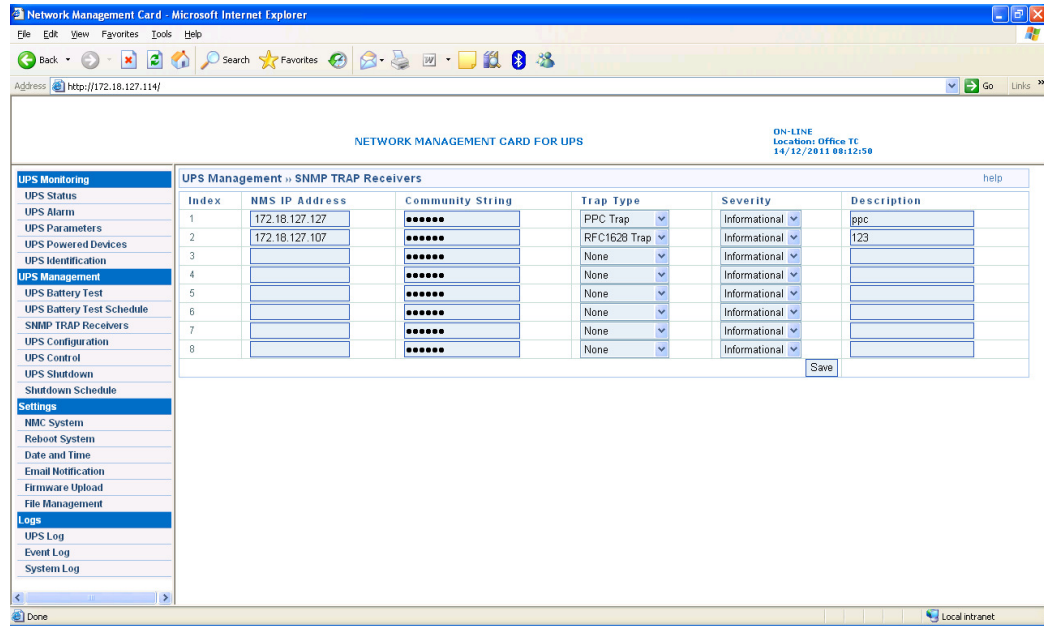 Network Management Card - Microsoft Internet Explorer
File Edit View Favorites Tools Help
Back Search Favorites
Address http://172.18.127.114/ Go Links »
NETWORK MANAGEMENT CARD FOR UPS
ON-LINE
Location: Office TC
14/12/2011 08:12:50
UPS Monitoring
UPS Status
UPS Alarm
UPS Parameters
UPS Powered Devices
UPS Identification
UPS Management
UPS Battery Test
UPS Battery Test Schedule
SNMP TRAP Receivers
UPS Configuration
UPS Control
UPS Shutdown
Shutdown Schedule
Settings
NMC System
Reboot System
Date and Time
Email Notification
Firmware Upload
File Management
Logs
UPS Log
Event Log
System Log
UPS Management » SNMP TRAP Receivers help
Index NMS IP Address Community String Trap Type Severity Description
1 172.18.127.127 ●●●●●● PPC Trap Informational ppc
2 172.18.127.107 ●●●●●● RFC1628 Trap Informational 123
3 ●●●●●● None Informational
4 ●●●●●● None Informational
5 ●●●●●● None Informational
6 ●●●●●● None Informational
7 ●●●●●● None Informational
8 ●●●●●● None Informational
Save
Done Local intranet